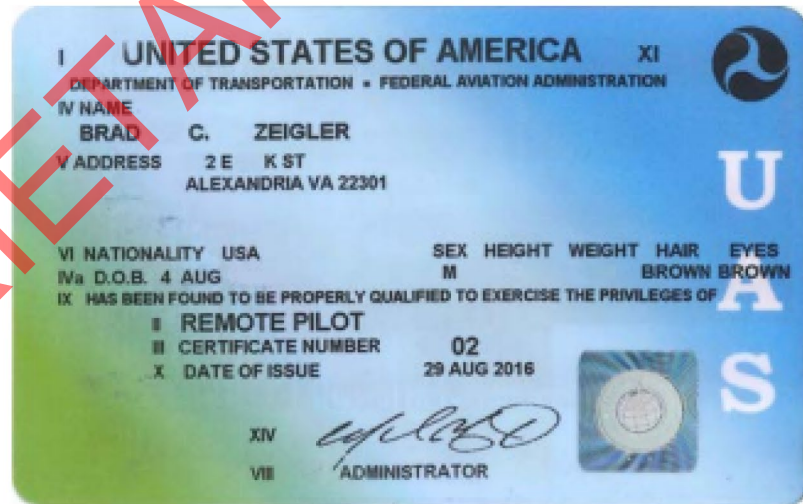 I UNITED STATES OF AMERICA XI
DEPARTMENT OF TRANSPORTATION • FEDERAL AVIATION ADMINISTRATION
IV NAME
BRAD C. ZEIGLER
V ADDRESS 2 E K ST
ALEXANDRIA VA 22301
VI NATIONALITY USA SEX HEIGHT WEIGHT HAIR EYES
IVa D.O.B. 4 AUG M BROWN BROWN
IX HAS BEEN FOUND TO BE PROPERLY QUALIFIED TO EXERCISE THE PRIVILEGES OF
II REMOTE PILOT
III CERTIFICATE NUMBER 02
X DATE OF ISSUE 29 AUG 2016
XIV
VIII ADMINISTRATOR
UAS